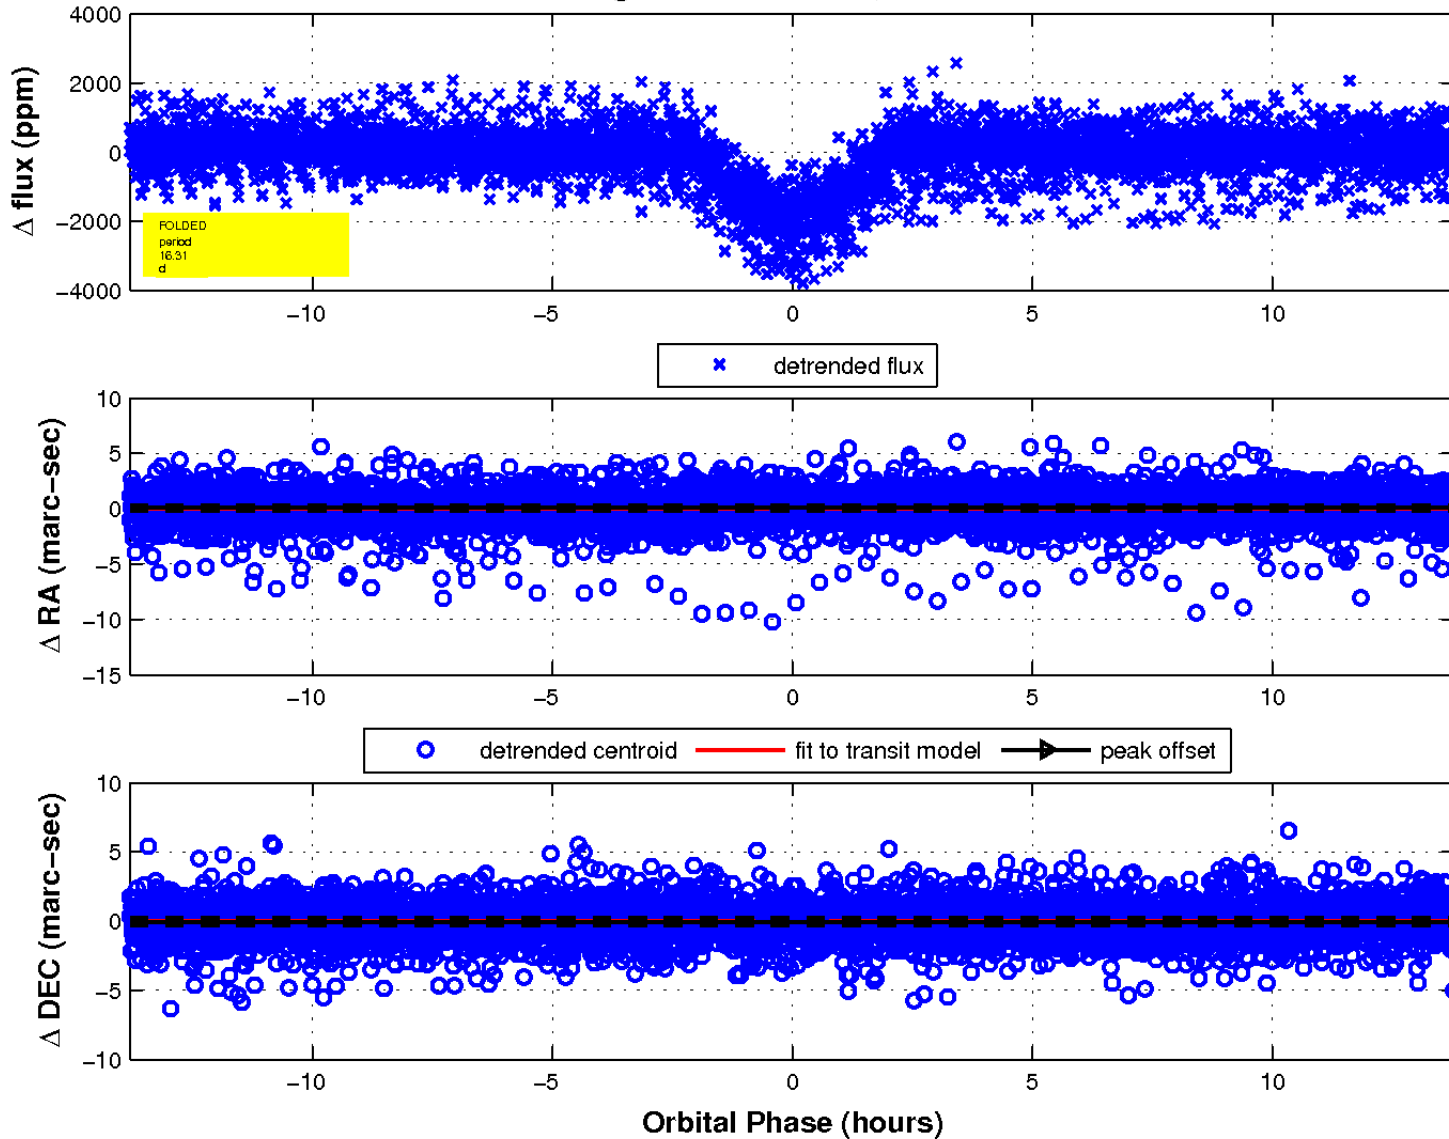 4000
2000
0
−2000
−4000
Δ flux (ppm)
FOLDED
period
16.31
d
−10 −5 0 5 10
detrended flux
10
5
0
−5
−10
−15
Δ RA (marc−sec)
−10 −5 0 5 10
detrended centroid fit to transit model peak offset
10
5
0
−5
−10
Δ DEC (marc−sec)
−10 −5 0 5 10
Orbital Phase (hours)